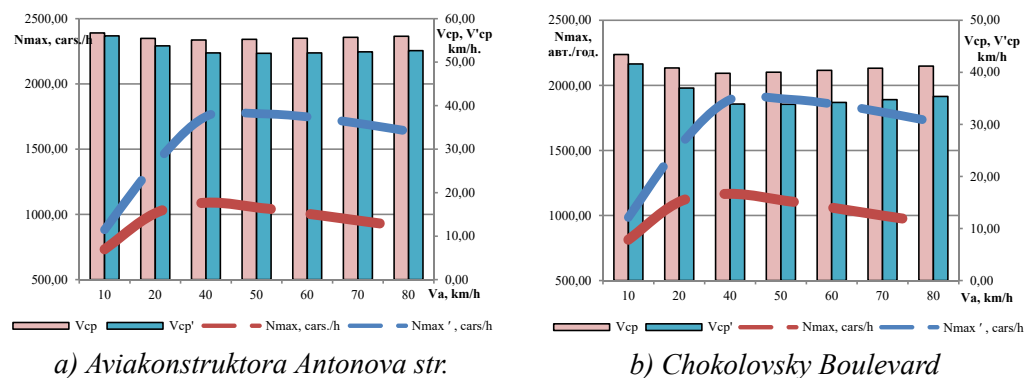 2500,00
2000,00
1500,00
1000,00
500,00
Nmax, cars./h
60,00
50,00
40,00
30,00
20,00
10,00
0,00
Vcp, V'cp
km/h.
10 20 40 50 60 70 80
Va, km/h
Vcp Vcp' Nmax, cars./h Nmax ′ , cars/h
a) Aviakonstruktora Antonova str.
2500,00
2000,00
1500,00
1000,00
500,00
Nmax,
авт./год.
50,00
40,00
30,00
20,00
10,00
0,00
Vcp, V'cp
km/h
10 20 40 50 60 70 80
Va, km/h
Vcp Vcp' Nmax, cars/h Nmax ′ , cars/h
b) Chokolovsky Boulevard